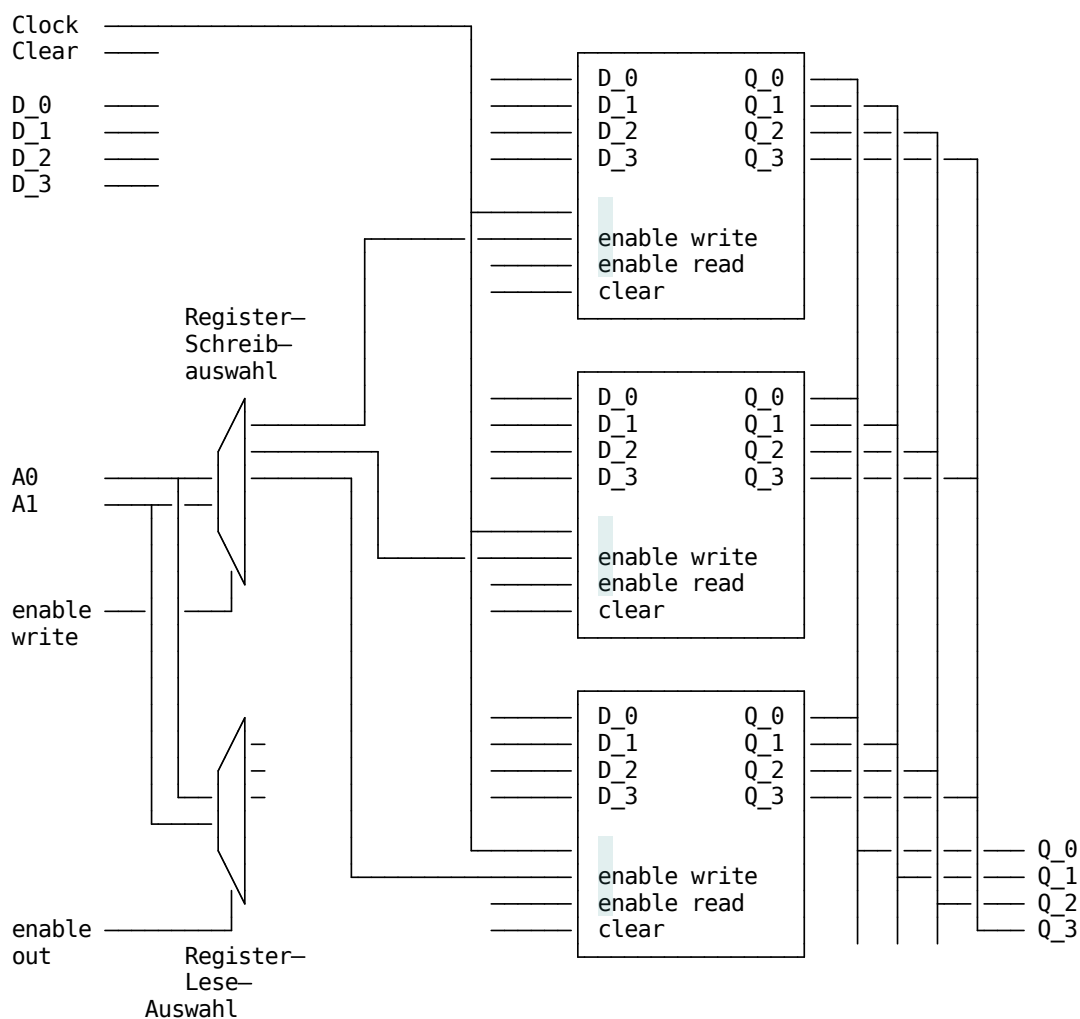 Clock
Clear
D_0
D_1
D_2
D_3
D_0 Q_0
D_1 Q_1
D_2 Q_2
D_3 Q_3
enable write
enable read
clear
Register–
Schreib–
auswahl
D_0 Q_0
D_1 Q_1
D_2 Q_2
D_3 Q_3
enable write
enable read
clear
A0
A1
enable
write
D_0 Q_0
D_1 Q_1
D_2 Q_2
D_3 Q_3
enable write
enable read
clear
enable
out
Register–
Lese–
Auswahl
Q_0
Q_1
Q_2
Q_3